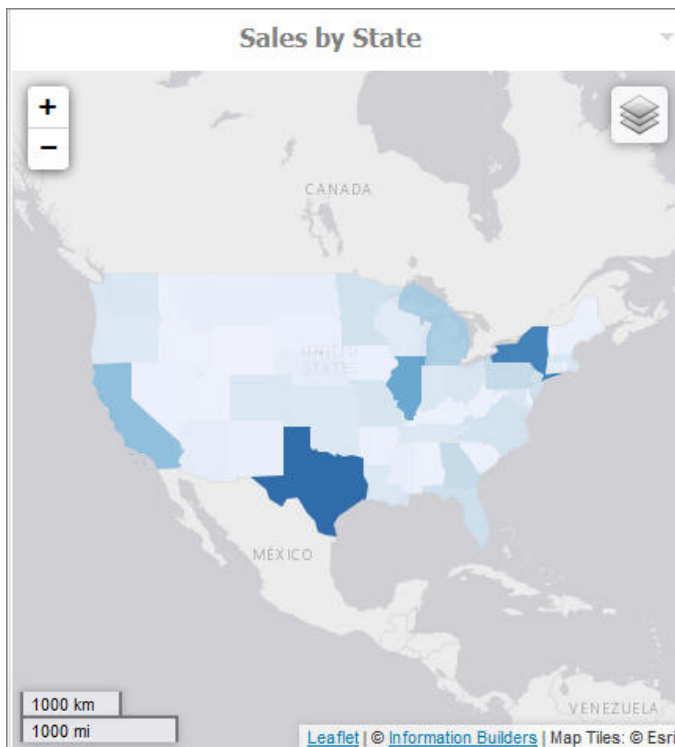 Sales by State
+
−
CANADA
UNITED
STATES
MÉXICO
1000 km
1000 mi
VENEZUELA
Leaflet | © Information Builders | Map Tiles: © Esri